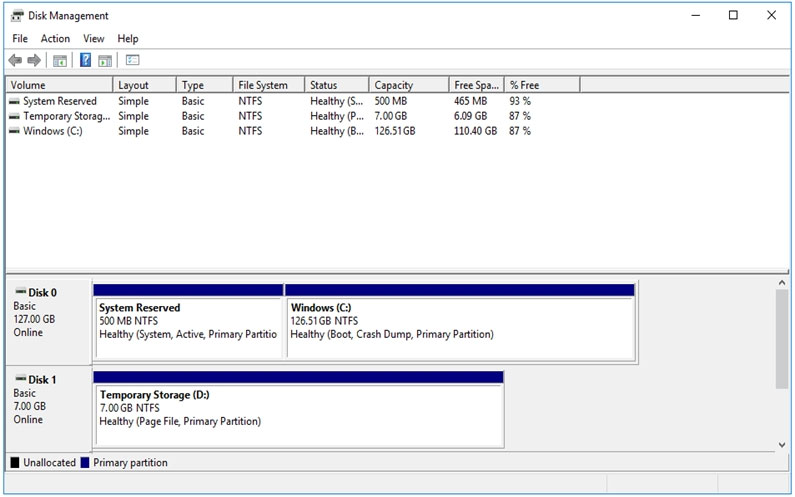 Disk Management
File Action View Help
Volume Layout Type File System Status Capacity Free Spa... % Free
System Reserved Simple Basic NTFS Healthy (S... 500 MB 465 MB 93 %
Temporary Storag... Simple Basic NTFS Healthy (P... 7.00 GB 6.09 GB 87 %
Windows (C:) Simple Basic NTFS Healthy (B... 126.51 GB 110.40 GB 87 %
Disk 0
Basic
127.00 GB
Online
System Reserved
500 MB NTFS
Healthy (System, Active, Primary Partitio
Windows (C:)
126.51 GB NTFS
Healthy (Boot, Crash Dump, Primary Partition)
Disk 1
Basic
7.00 GB
Online
Temporary Storage (D:)
7.00 GB NTFS
Healthy (Page File, Primary Partition)
Unallocated Primary partition